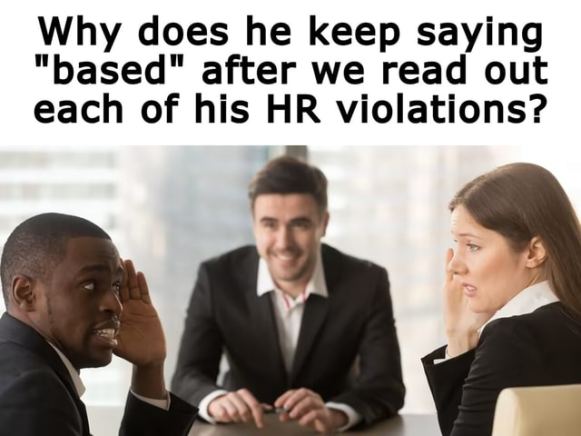 Why does he keep saying
"based" after we read out
each of his HR violations?